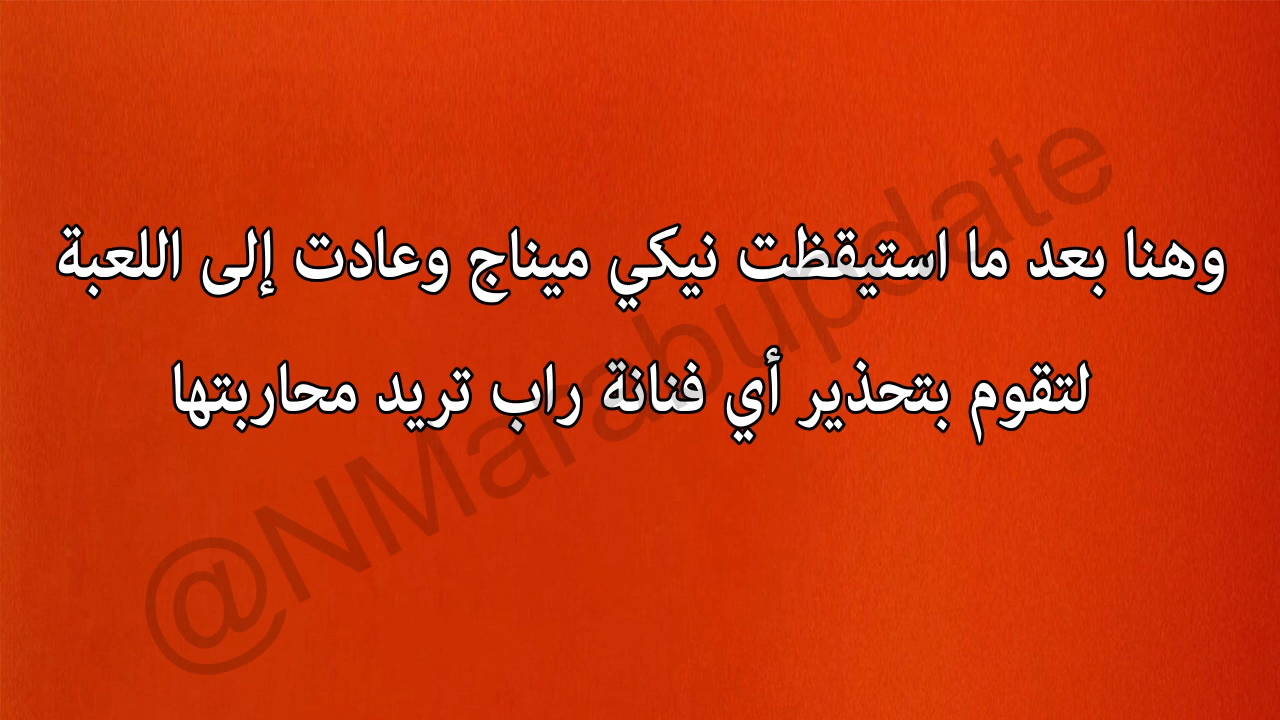 وهنا بعد ما استيقظت نيكي ميناج وعادت إلى اللعبة
لتقوم بتحذير أي فنانة راب تريد محاربتها
@NMarabupdate